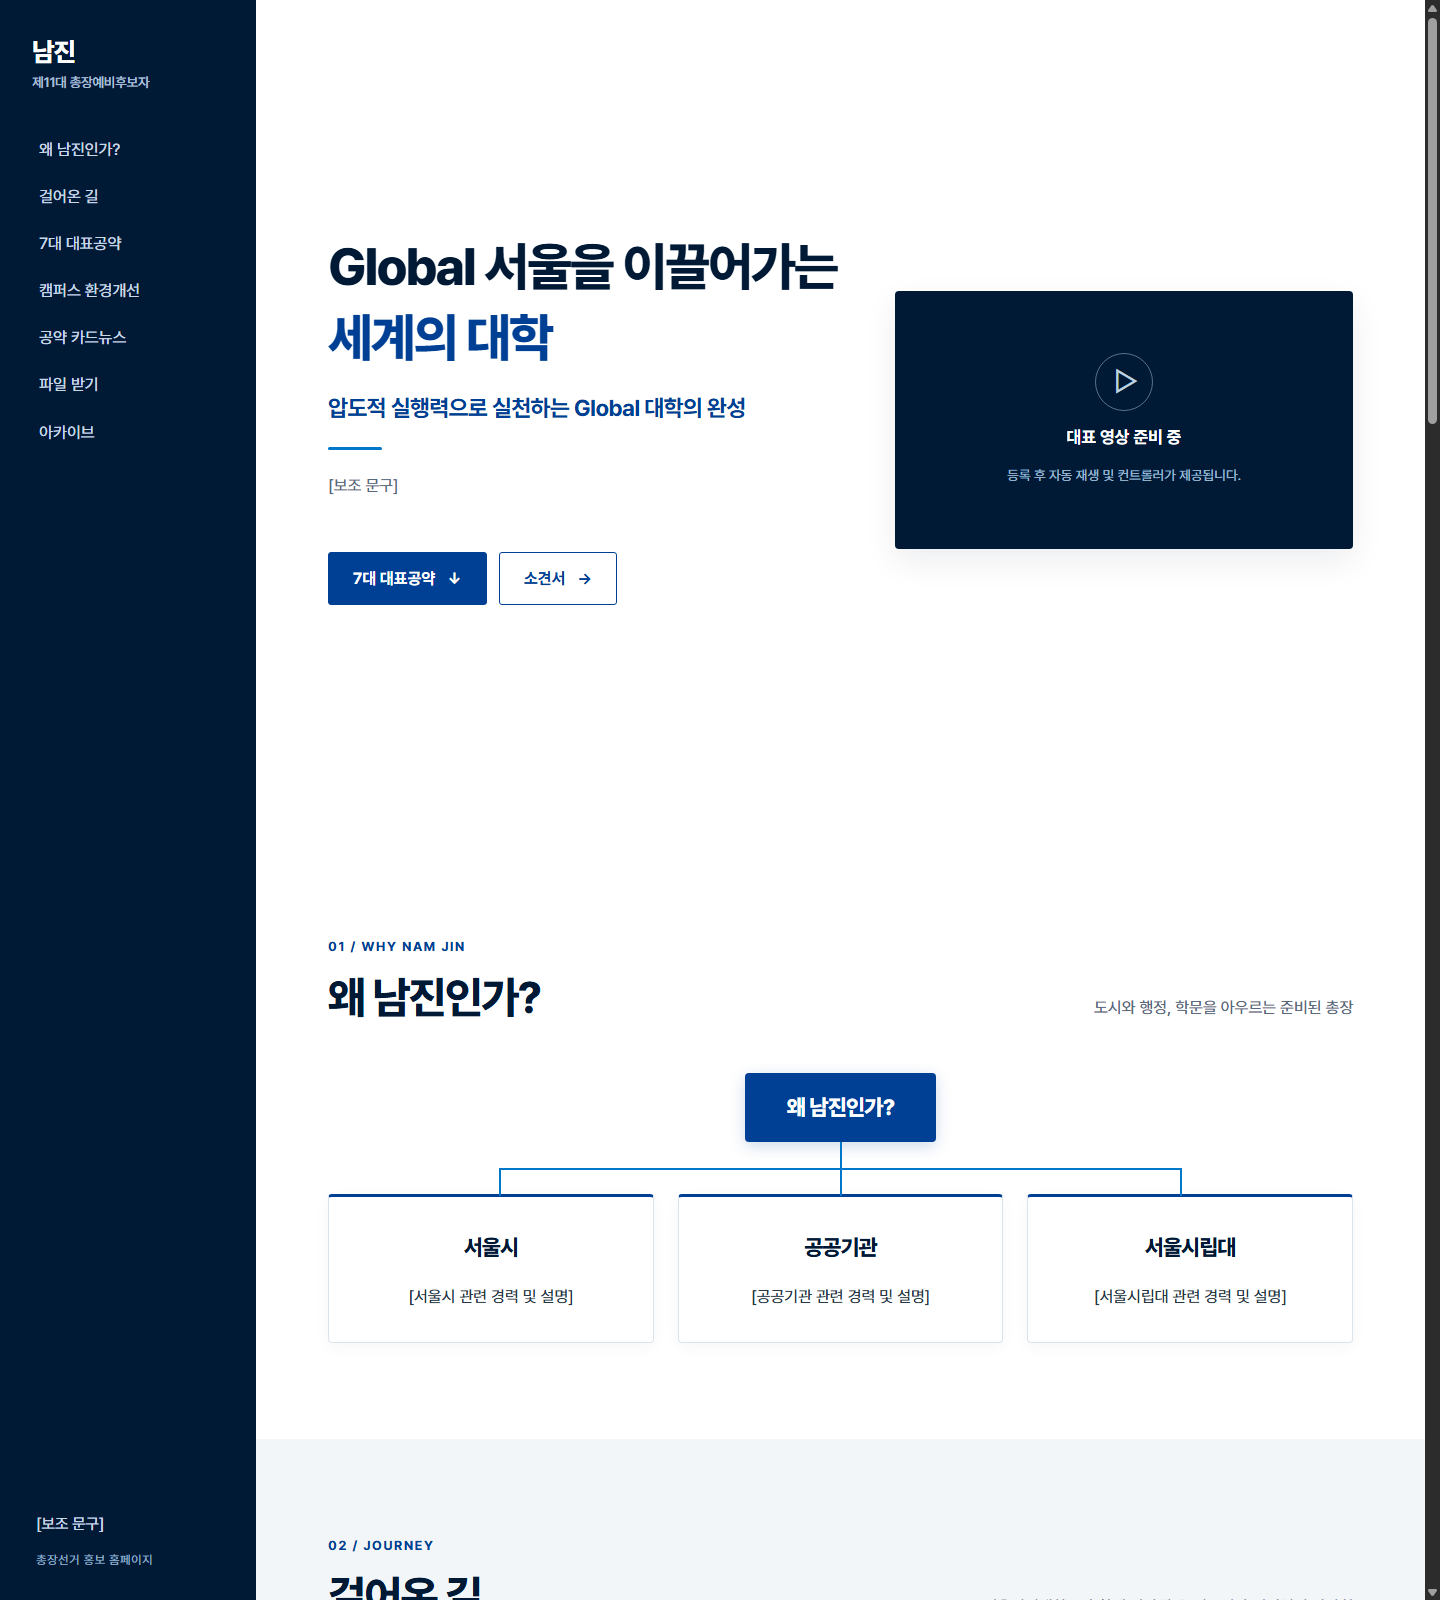 남진
제11대 총장예비후보자
왜 남진인가?
걸어온 길
7대 대표공약
캠퍼스 환경개선
공약 카드뉴스
파일 받기
아카이브
[보조 문구]
총장선거 홍보 홈페이지
Global 서울을 이끌어가는
세계의 대학
압도적 실행력으로 실천하는 Global 대학의 완성
[보조 문구]
7대 대표공약 ↓
소견서 →
대표 영상 준비 중
등록 후 자동 재생 및 컨트롤러가 제공됩니다.
01 / WHY NAM JIN
왜 남진인가?
도시와 행정, 학문을 아우르는 준비된 총장
왜 남진인가?
서울시
[서울시 관련 경력 및 설명]
공공기관
[공공기관 관련 경력 및 설명]
서울시립대
[서울시립대 관련 경력 및 설명]
02 / JOURNEY
걸어온 길